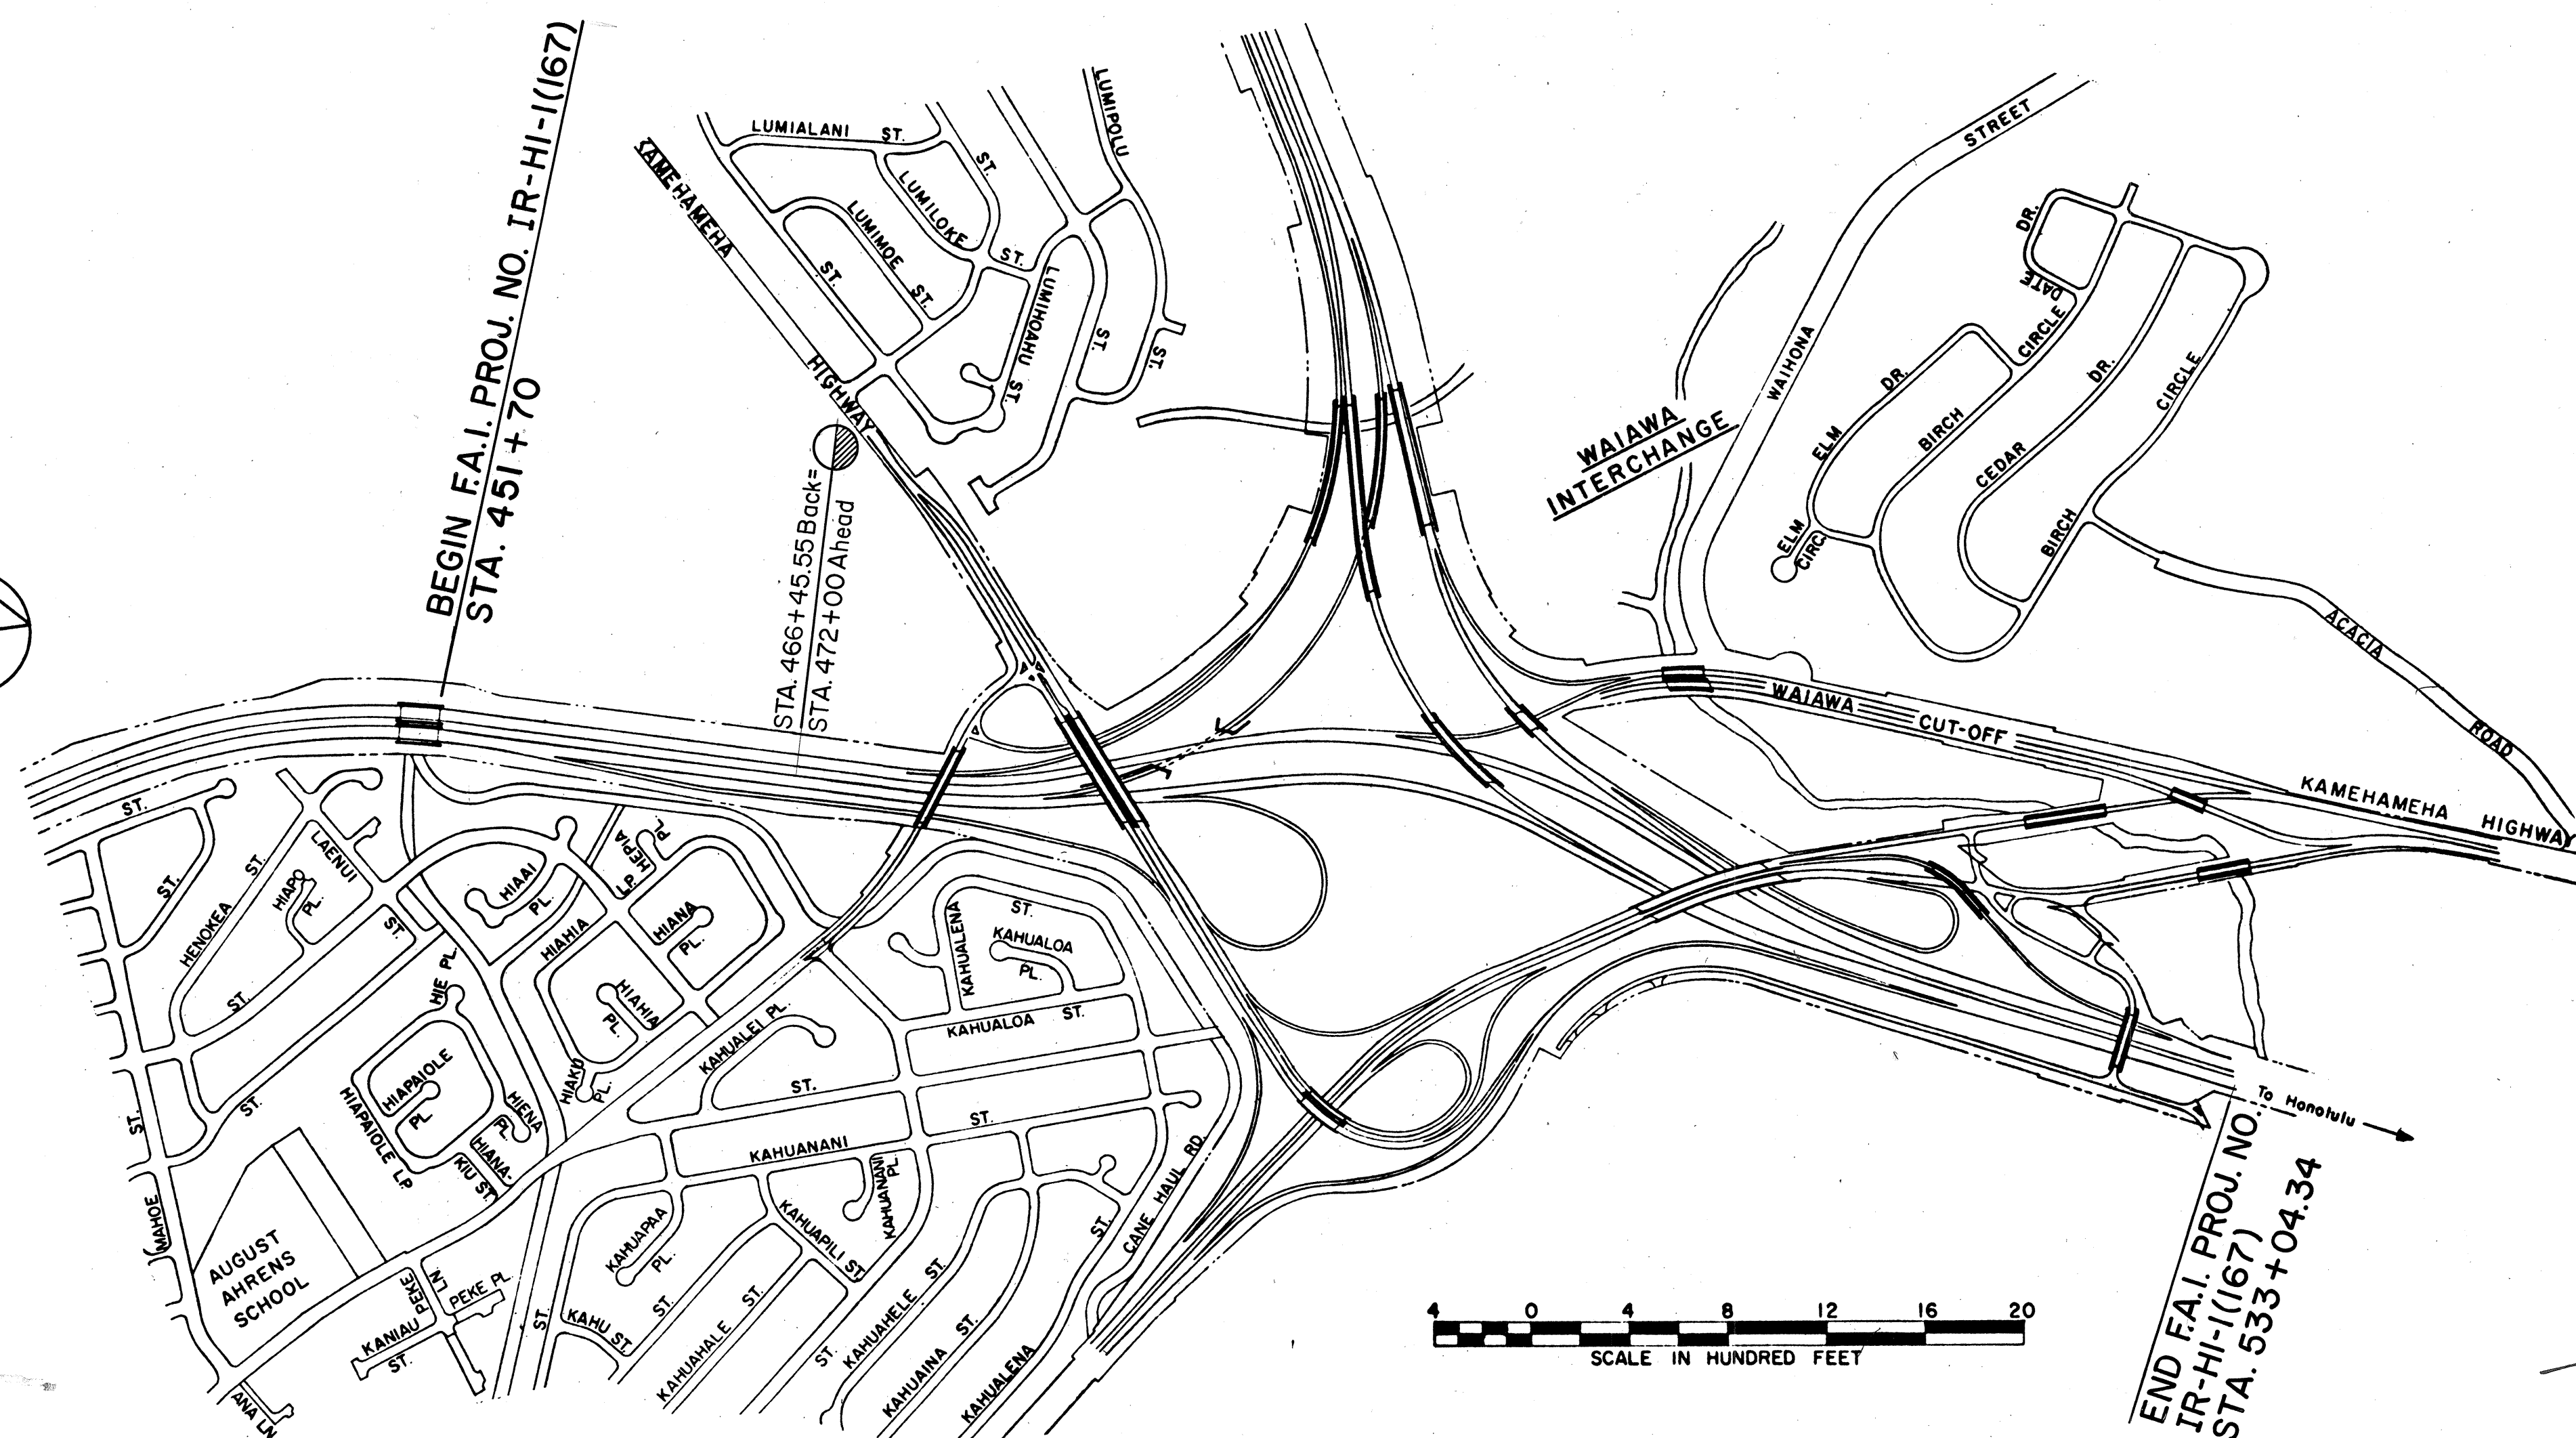 BEGIN F.A.I. PROJ. NO. IR-HI-1(167)
STA. 451+70
KAMEHAMEHA
HIGHWAY
LUMIALANI ST.
ST.
LUMIPOLU
LUMILOKE
ST.
LUMIMOE
ST.
ST.
LUMIHOAHU ST.
ST.
ST.
STA. 466+45.55 Back=
STA. 472+00 Ahead
WAIAWA
INTERCHANGE
WAIHONA
STREET
DR.
DATE
CIRCLE
ELM
DR.
BIRCH
CEDAR
DR.
CIRCLE
BIRCH
ELM
CIRC.
ACACIA
ROAD
WAIAWA CUT-OFF
KAMEHAMEHA HIGHWAY
ST.
ST.
HENOKEA
ST.
LAENUI
ST.
HIAPO
PL.
ST.
HIAAI
PL.
HEPIA
PL.
HEPIA
LP.
HIAHIA
HIANA
PL.
HIAHIA
PL.
HIE PL.
HIAPAIOLE
PL.
HIAPAIOLE LP.
HIENA
PL.
HIANA-
KIU ST.
HIAKU
PL.
ST.
ST.
MAHOE
AUGUST
AHRENS
SCHOOL
PEKE
LN.
PEKE PL.
KANIAU
ST.
ANA LN
KAHUALEI PL.
ST.
KAHUALENA
ST.
KAHUALOA
PL.
KAHUALOA ST.
KAHUANANI
ST.
KAHUANANI
PL.
KAHUAPAA
PL.
KAHUAPILI ST.
ST.
KAHU ST.
ST.
KAHUAHALE
ST.
ST.
KAHUAHELE
ST.
KAHUAINA
ST.
KAHUALENA
ST.
CANE HAUL RD.
To Honolulu
4 0 4 8 12 16 20
SCALE IN HUNDRED FEET
END F.A.I. PROJ. NO.
IR-HI-1(167)
STA. 533+04.34